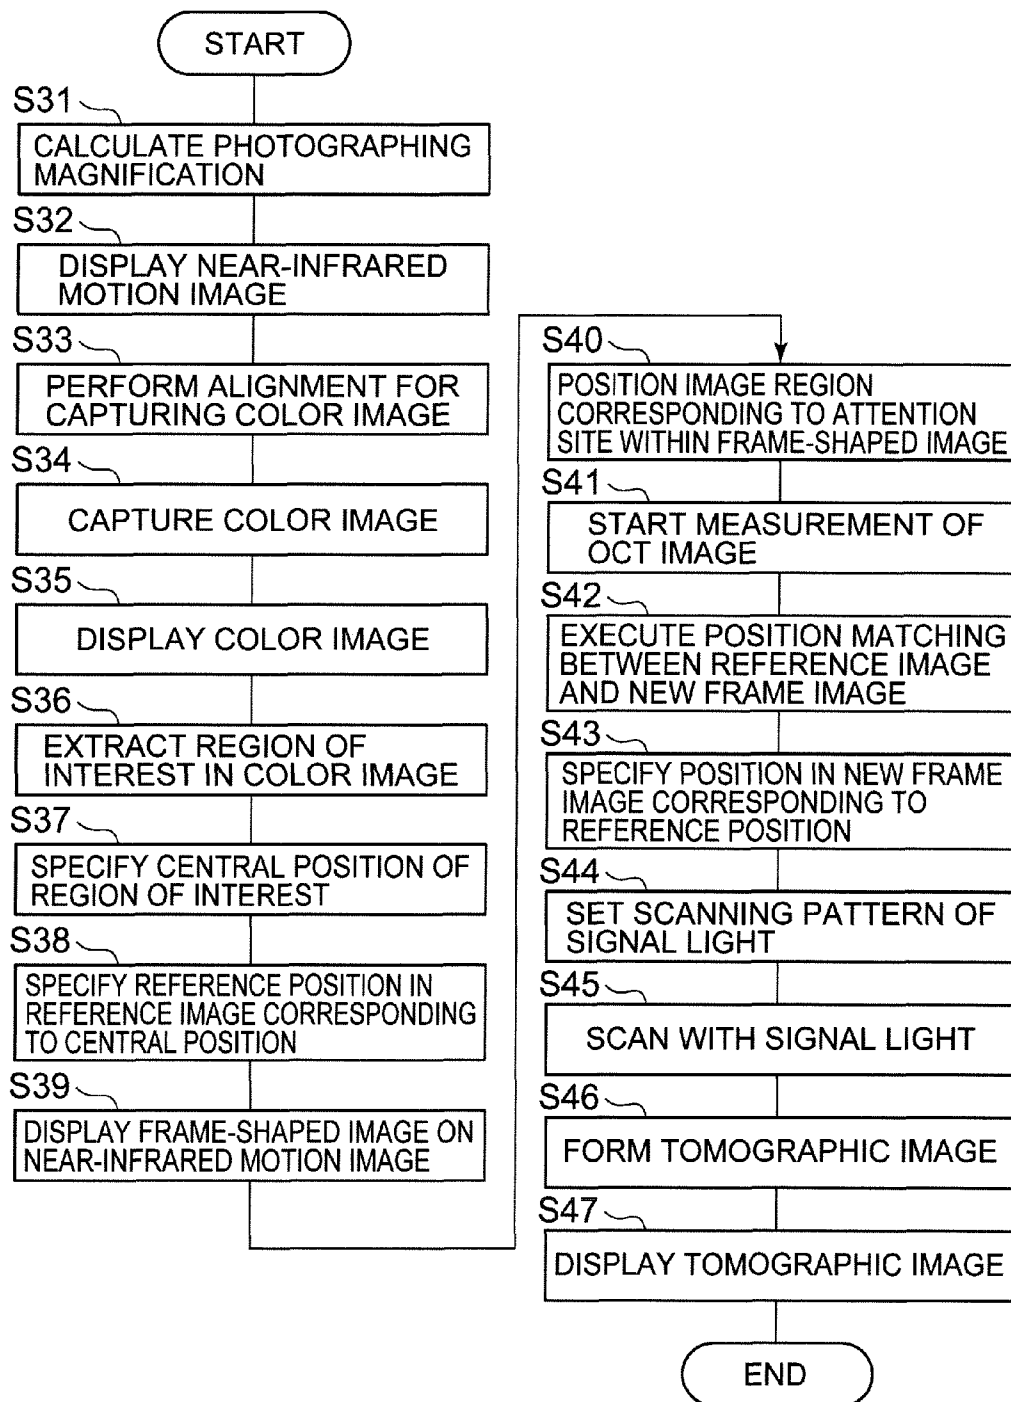 START
S31
CALCULATE PHOTOGRAPHING
MAGNIFICATION
S32
DISPLAY NEAR-INFRARED
MOTION IMAGE
S33
PERFORM ALIGNMENT FOR
CAPTURING COLOR IMAGE
S34
CAPTURE COLOR IMAGE
S35
DISPLAY COLOR IMAGE
S36
EXTRACT REGION OF
INTEREST IN COLOR IMAGE
S37
SPECIFY CENTRAL POSITION OF
REGION OF INTEREST
S38
SPECIFY REFERENCE POSITION IN
REFERENCE IMAGE CORRESPONDING
TO CENTRAL POSITION
S39
DISPLAY FRAME-SHAPED IMAGE ON
NEAR-INFRARED MOTION IMAGE
S40
POSITION IMAGE REGION
CORRESPONDING TO ATTENTION
SITE WITHIN FRAME-SHAPED IMAGE
S41
START MEASUREMENT OF
OCT IMAGE
S42
EXECUTE POSITION MATCHING
BETWEEN REFERENCE IMAGE
AND NEW FRAME IMAGE
S43
SPECIFY POSITION IN NEW FRAME
IMAGE CORRESPONDING TO
REFERENCE POSITION
S44
SET SCANNING PATTERN OF
SIGNAL LIGHT
S45
SCAN WITH SIGNAL LIGHT
S46
FORM TOMOGRAPHIC IMAGE
S47
DISPLAY TOMOGRAPHIC IMAGE
END